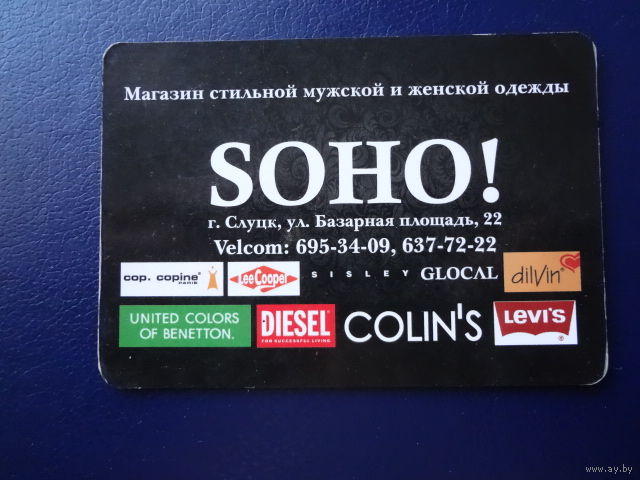 Магазин стильной мужской и женской одежды
SOHO!
г. Слуцк, ул. Базарная площадь, 22
Velcom: 695-34-09, 637-72-22
cop. copine PARIS Lee Cooper SISLEY GLOCAL dilvin
UNITED COLORS
OF BENETTON.
DIESEL
FOR SUCCESSFUL LIVING
COLIN'S
LEVI'S
www.ay.by